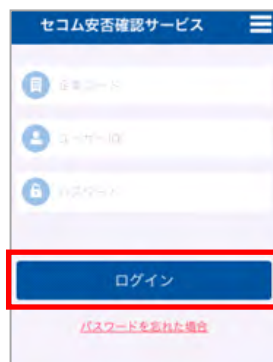 セコム安否確認サービス
企業コード
ユーザーID
パスワード
ログイン
パスワードを忘れた場合